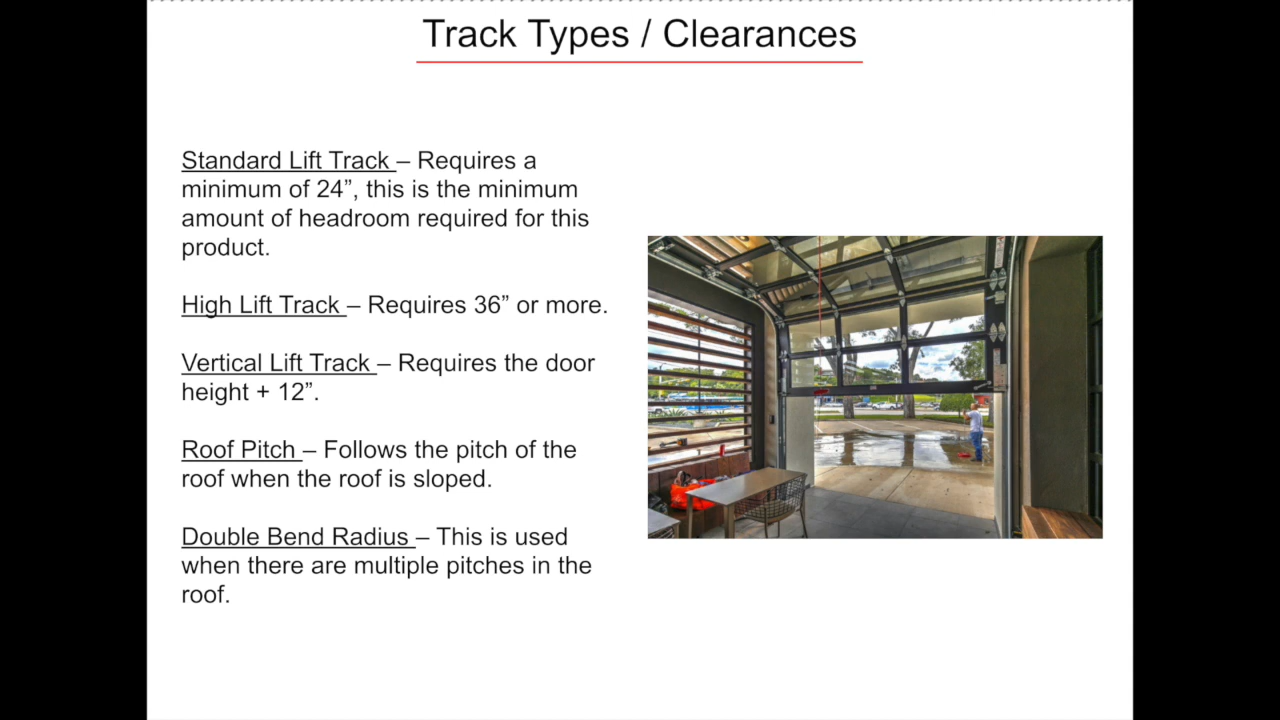 Track Types / Clearances
Standard Lift Track – Requires a
minimum of 24”, this is the minimum
amount of headroom required for this
product.
High Lift Track – Requires 36” or more.
Vertical Lift Track – Requires the door
height + 12”.
Roof Pitch – Follows the pitch of the
roof when the roof is sloped.
Double Bend Radius – This is used
when there are multiple pitches in the
roof.